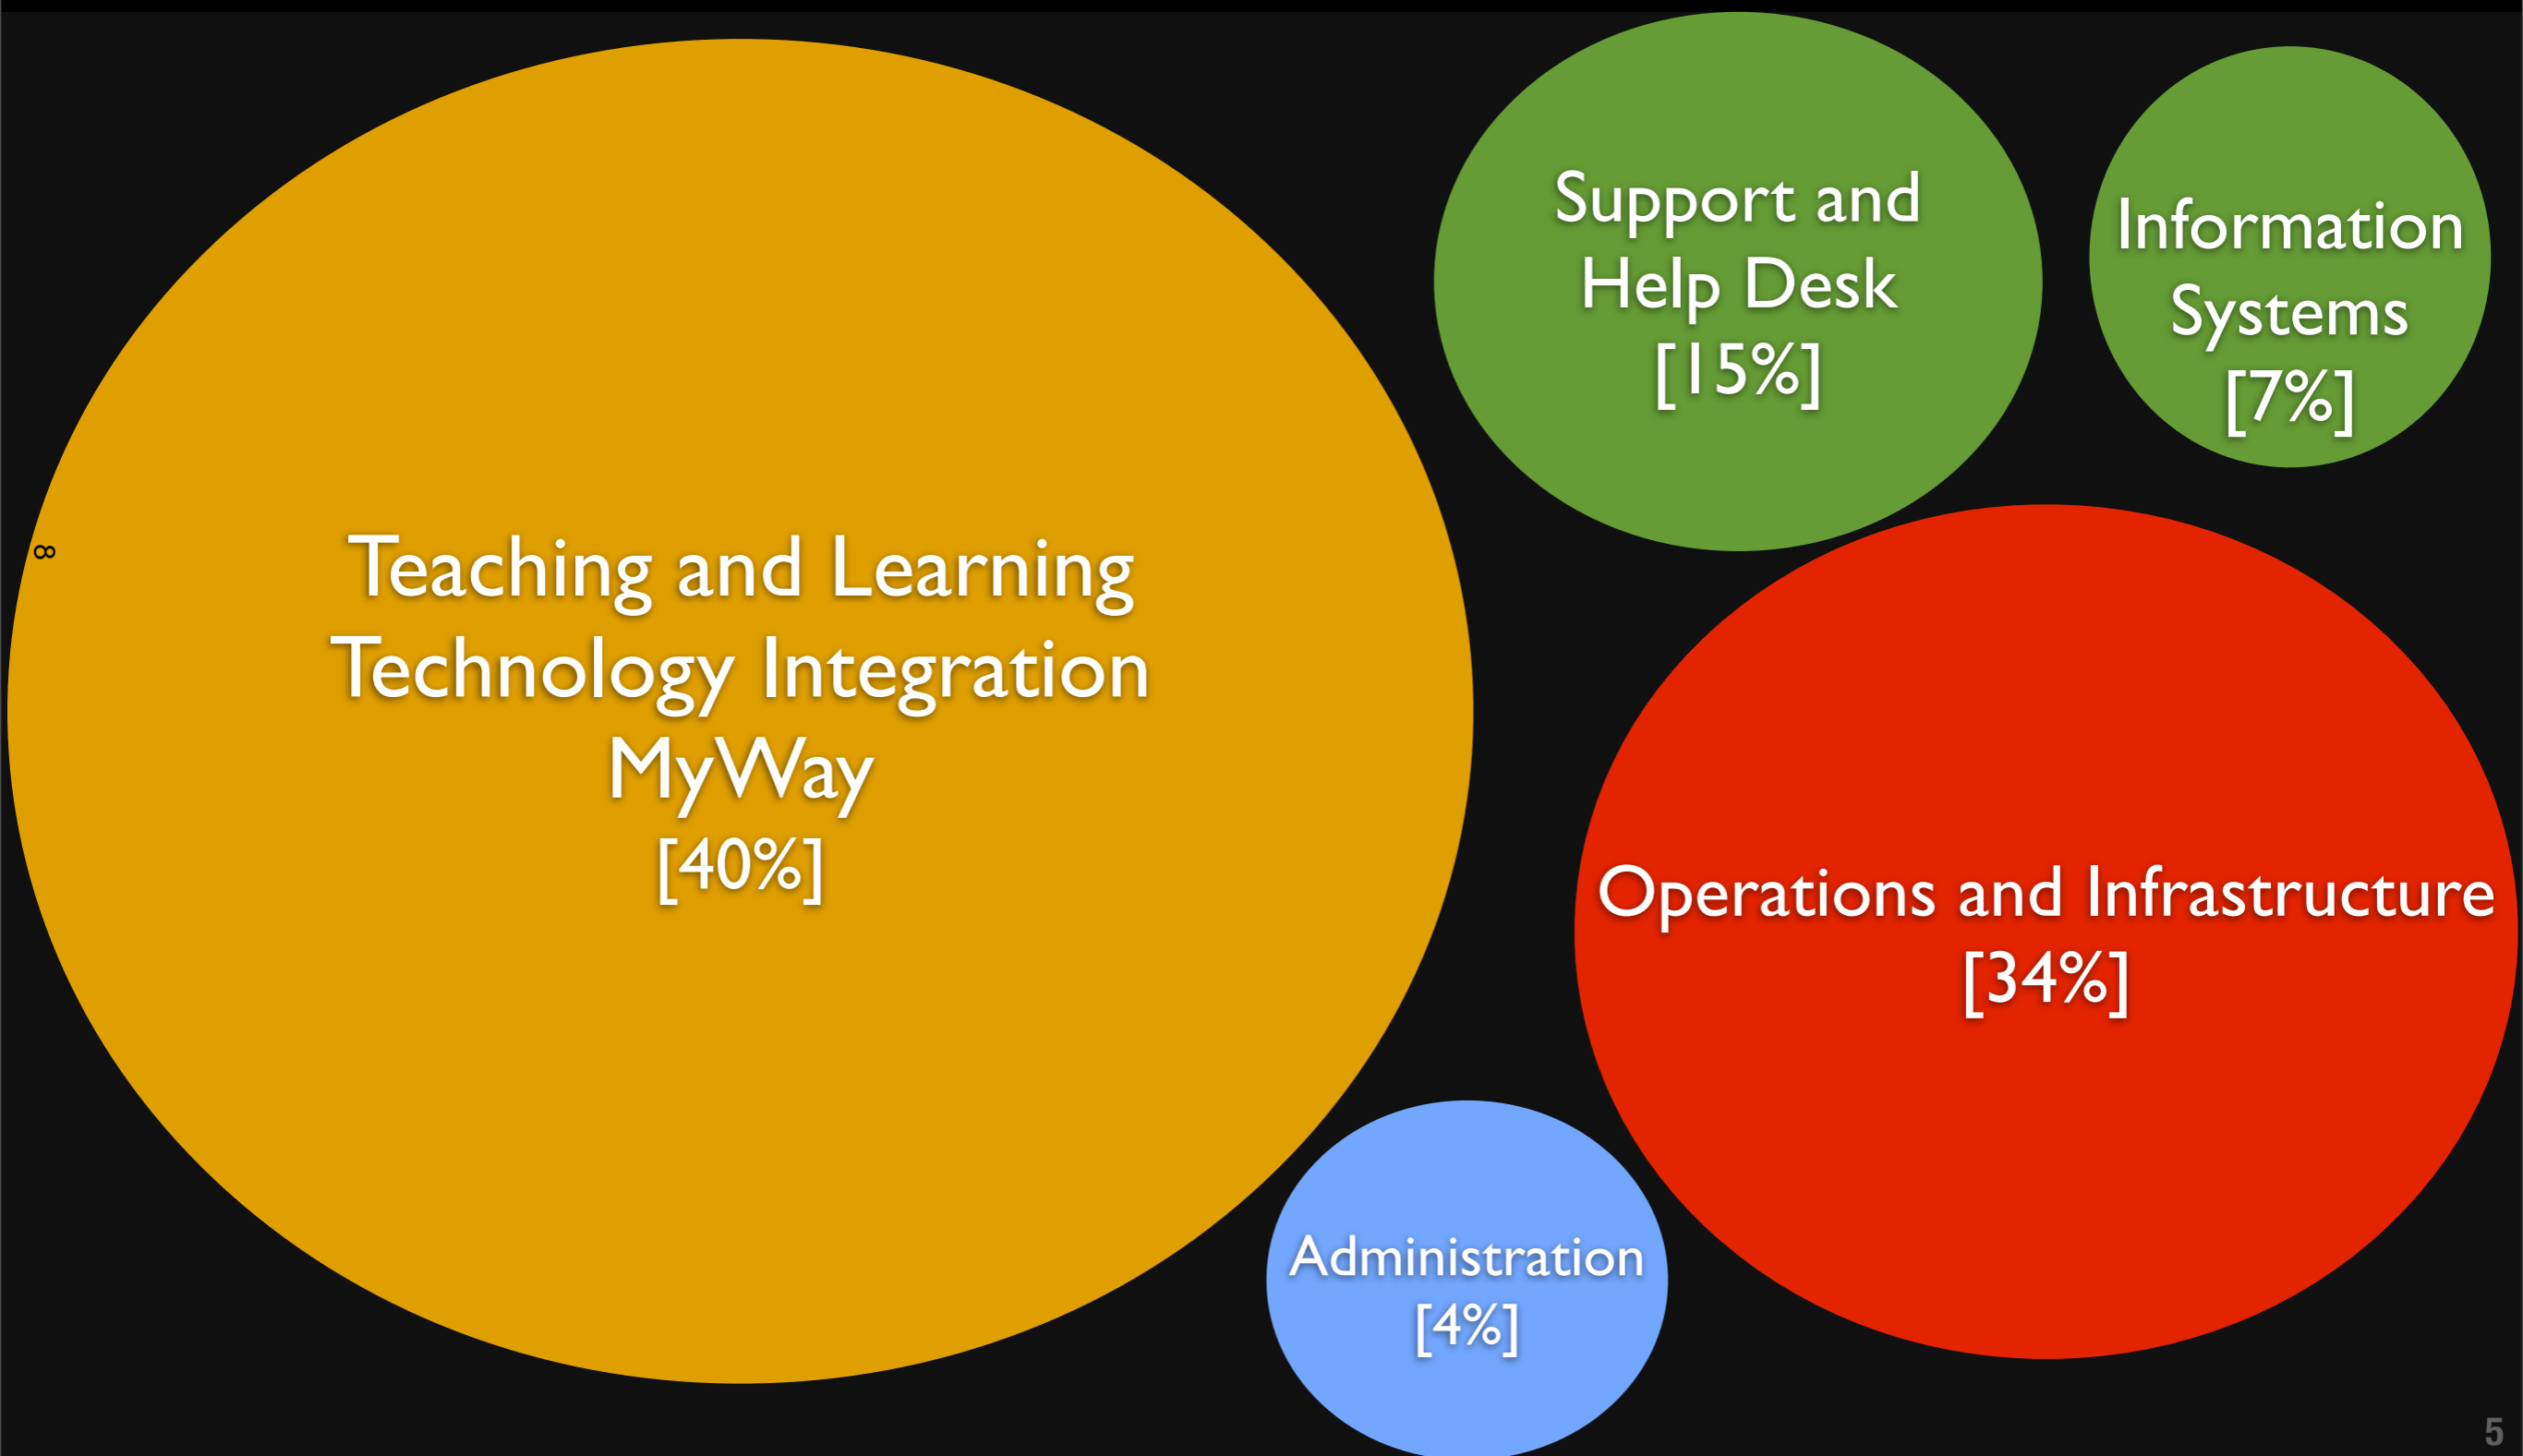 Support and
Help Desk
[15%]
Information
Systems
[7%]
8
Teaching and Learning
Technology Integration
MyWay
[40%]
Operations and Infrastructure
[34%]
Administration
[4%]
5